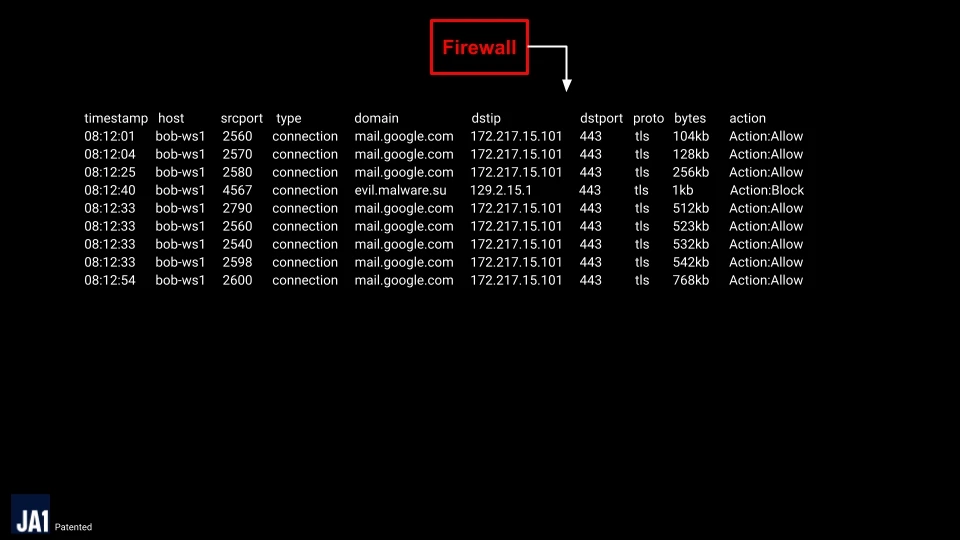 Firewall
timestamp host srcport type domain dstip dstport proto bytes action
08:12:01 bob-ws1 2560 connection mail.google.com 172.217.15.101 443 tls 104kb Action:Allow
08:12:04 bob-ws1 2570 connection mail.google.com 172.217.15.101 443 tls 128kb Action:Allow
08:12:25 bob-ws1 2580 connection mail.google.com 172.217.15.101 443 tls 256kb Action:Allow
08:12:40 bob-ws1 4567 connection evil.malware.su 129.2.15.1 443 tls 1kb Action:Block
08:12:33 bob-ws1 2790 connection mail.google.com 172.217.15.101 443 tls 512kb Action:Allow
08:12:33 bob-ws1 2560 connection mail.google.com 172.217.15.101 443 tls 523kb Action:Allow
08:12:33 bob-ws1 2540 connection mail.google.com 172.217.15.101 443 tls 532kb Action:Allow
08:12:33 bob-ws1 2598 connection mail.google.com 172.217.15.101 443 tls 542kb Action:Allow
08:12:54 bob-ws1 2600 connection mail.google.com 172.217.15.101 443 tls 768kb Action:Allow
JA1 Patented